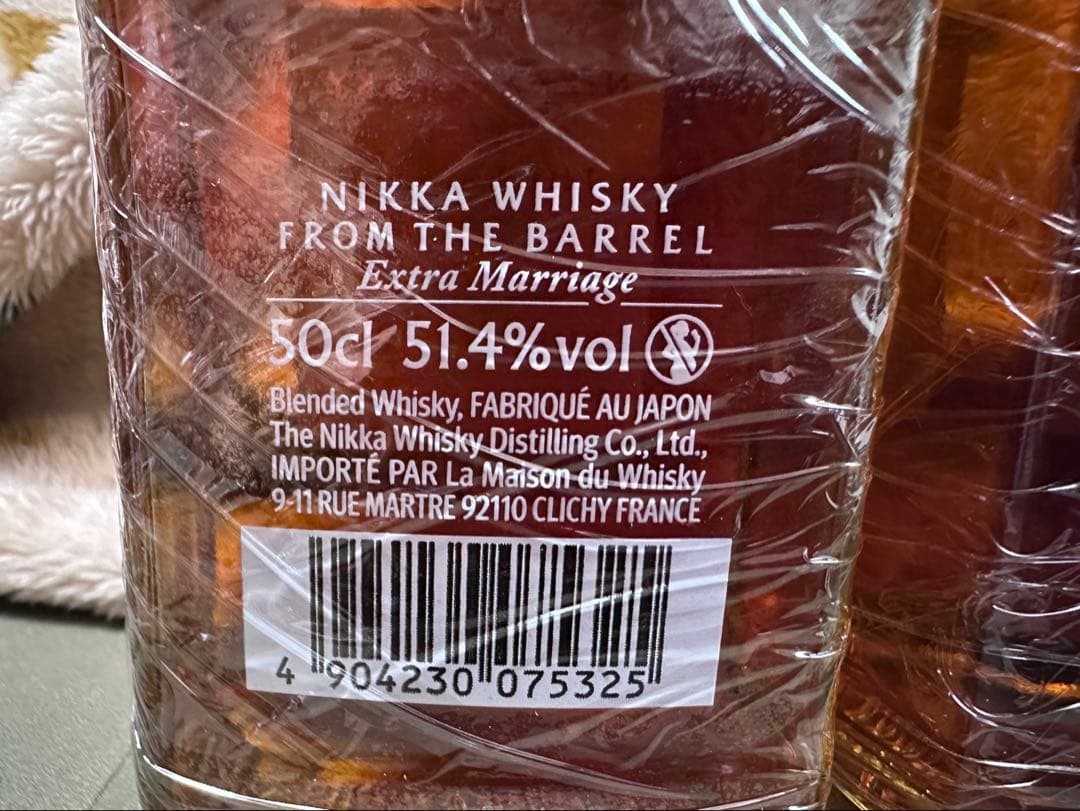 NIKKA WHISKY
FROM THE BARREL
Extra Marriage
50cl 51.4%vol
Blended Whisky, FABRIQUÉ AU JAPON
The Nikka Whisky Distilling Co., Ltd.,
IMPORTÉ PAR La Maison du Whisky
9-11 RUE MARTRE 92110 CLICHY FRANCE
4 904230 075325